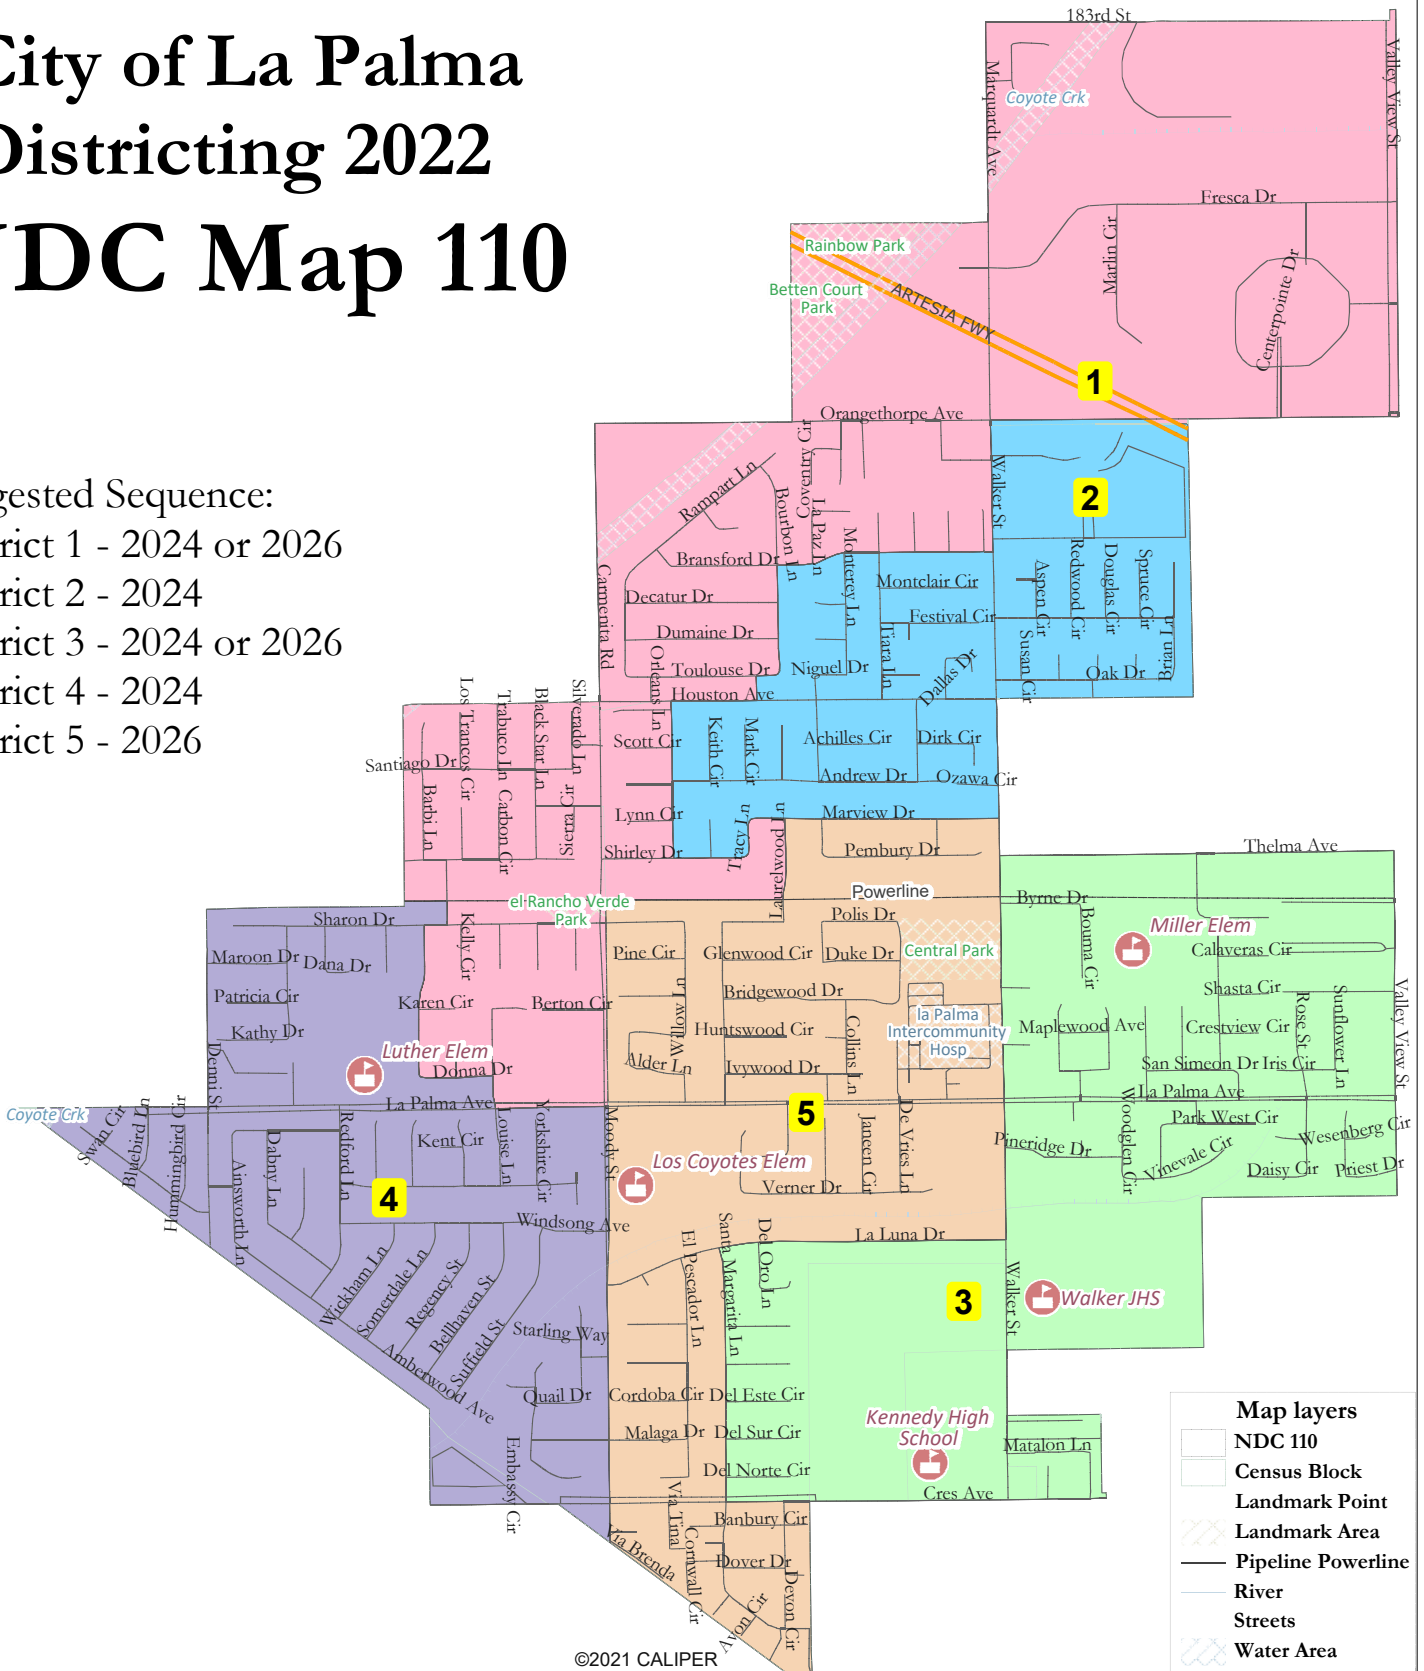 City of La Palma
Districting 2022
NDC Map 110
gested Sequence:
rict 1 - 2024 or 2026
rict 2 - 2024
rict 3 - 2024 or 2026
rict 4 - 2024
rict 5 - 2026
183rd St
Marquardt Ave
Coyote Crk
Valley View St
Fresca Dr
Marlin Cir
Centerpointe Dr
Rainbow Park
Betten Court
Park
ARTESIA FWY
1
Orangethorpe Ave
Rampart Ln
Coventry Cir
Bourbon Ln
La Paz Ln
Monterey Ln
Walker St
2
Bransford Dr
Carmenita Rd
Decatur Dr
Dumaine Dr
Orleans Ln
Toulouse Dr
Houston Ave
Montclair Cir
Festival Cir
Tiara Ln
Niguel Dr
Dallas Dr
Aspen Cir
Redwood Cir
Douglas Cir
Spruce Cir
Susan Cir
Oak Dr
Brian Ln
Los Trancos Cir
Trabuco Ln
Black Star Ln
Silverado Ln
Santiago Dr
Barbi Ln
Carbon Cir
Sierra Cir
Scott Cir
Keith Cir
Mark Cir
Achilles Cir
Dirk Cir
Andrew Dr
Ozawa Cir
Lynn Cir
Marview Dr
Tracy Ln
Laurelwood Ln
Shirley Dr
Pembury Dr
Thelma Ave
Powerline
Byrne Dr
el Rancho Verde
Park
Sharon Dr
Kelly Cir
Polis Dr
Bouma Cir
Miller Elem
Maroon Dr
Dana Dr
Pine Cir
Glenwood Cir
Duke Dr
Central Park
Calaveras Cir
Patricia Cir
Karen Cir
Berton Cir
Willow Ln
Bridgewood Dr
Shasta Cir
Rose St
Sunflower Ln
Valley View St
Kathy Dr
Huntswood Cir
Collins Ln
la Palma
Intercommunity
Hosp
Maplewood Ave
Crestview Cir
Denni St
Luther Elem
Donna Dr
Alder Ln
Ivywood Dr
San Simeon Dr
Iris Cir
La Palma Ave
La Palma Ave
Coyote Crk
Swan Cir
Bluebird Ln
Hummingbird Cir
Ainsworth Ln
Dabny Ln
Redford Ln
Kent Cir
Louise Ln
Yorkshire Cir
Moody St
5
Janeen Cir
De Vries Ln
Woodglen Cir
Park West Cir
Pineridge Dr
Vinevale Cir
Wesenberg Cir
Daisy Cir
Priest Dr
Los Coyotes Elem
Verner Dr
4
Windsong Ave
La Luna Dr
El Pescador Ln
Santa Margarita Ln
Del Oro Ln
Wickham Ln
Somerdale Ln
Regency St
Bellhaven St
Suffield St
Amberwood Ave
Starling Way
3
Walker St
Walker JHS
Quail Dr
Cordoba Cir
Del Este Cir
Malaga Dr
Del Sur Cir
Kennedy High
School
Matalon Ln
Embassy Cir
Del Norte Cir
Cres Ave
Via Tina
Via Brenda
Cornwall Cir
Banbury Cir
Dover Dr
Devon Cir
Avon Cir
Map layers
NDC 110
Census Block
Landmark Point
Landmark Area
Pipeline Powerline
River
Streets
Water Area
©2021 CALIPER